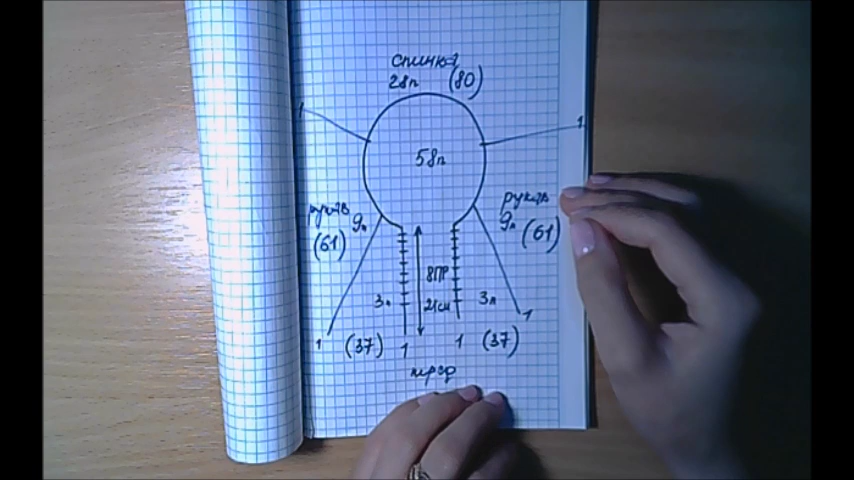 спинка
28п (80)
1
1
58п
рукав
9п
(61)
рукав
9п
(61)
8ПР
21см
3п
3п
1
(37)
1
1
(37)
1
перед